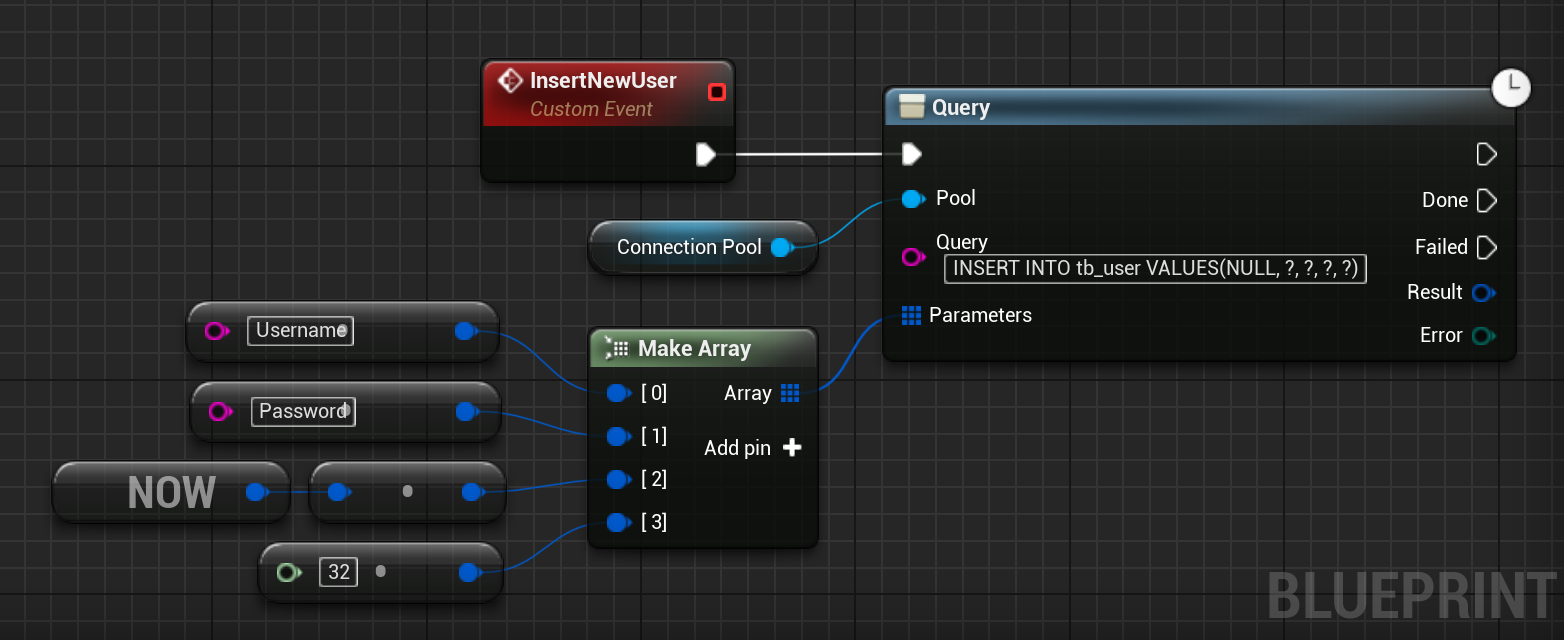 InsertNewUser
Custom Event
Query
Pool
Done
Connection Pool
Query
Failed
INSERT INTO tb_user VALUES(NULL, ?, ?, ?, ?)
Result
Parameters
Error
Username
Make Array
[ 0]
Array
Password
[ 1]
Add pin
NOW
[ 2]
[ 3]
32
BLUEPRINT